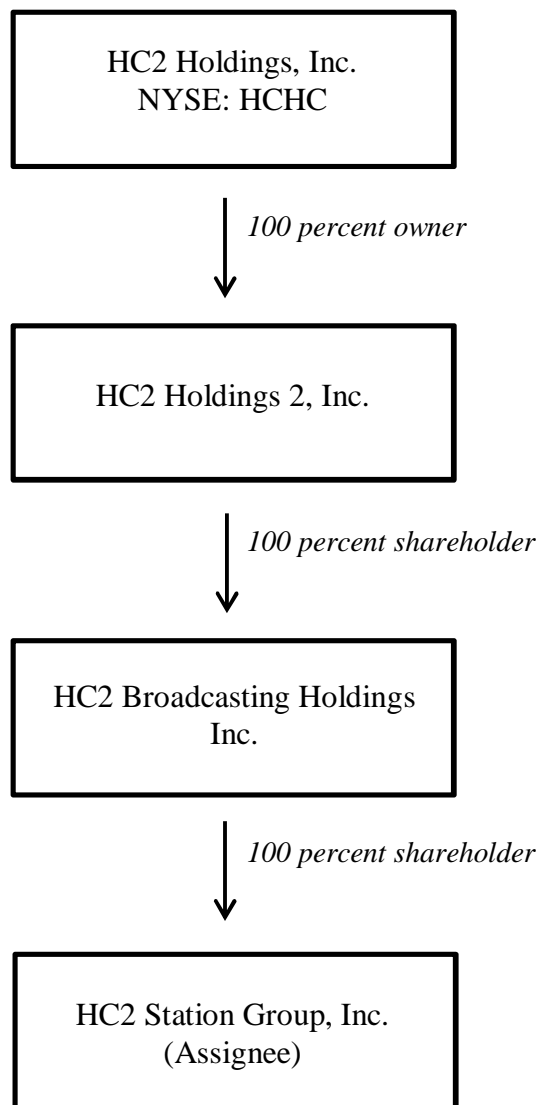 HC2 Holdings, Inc.
NYSE: HCHC
100 percent owner
HC2 Holdings 2, Inc.
100 percent shareholder
HC2 Broadcasting Holdings
Inc.
100 percent shareholder
HC2 Station Group, Inc.
(Assignee)